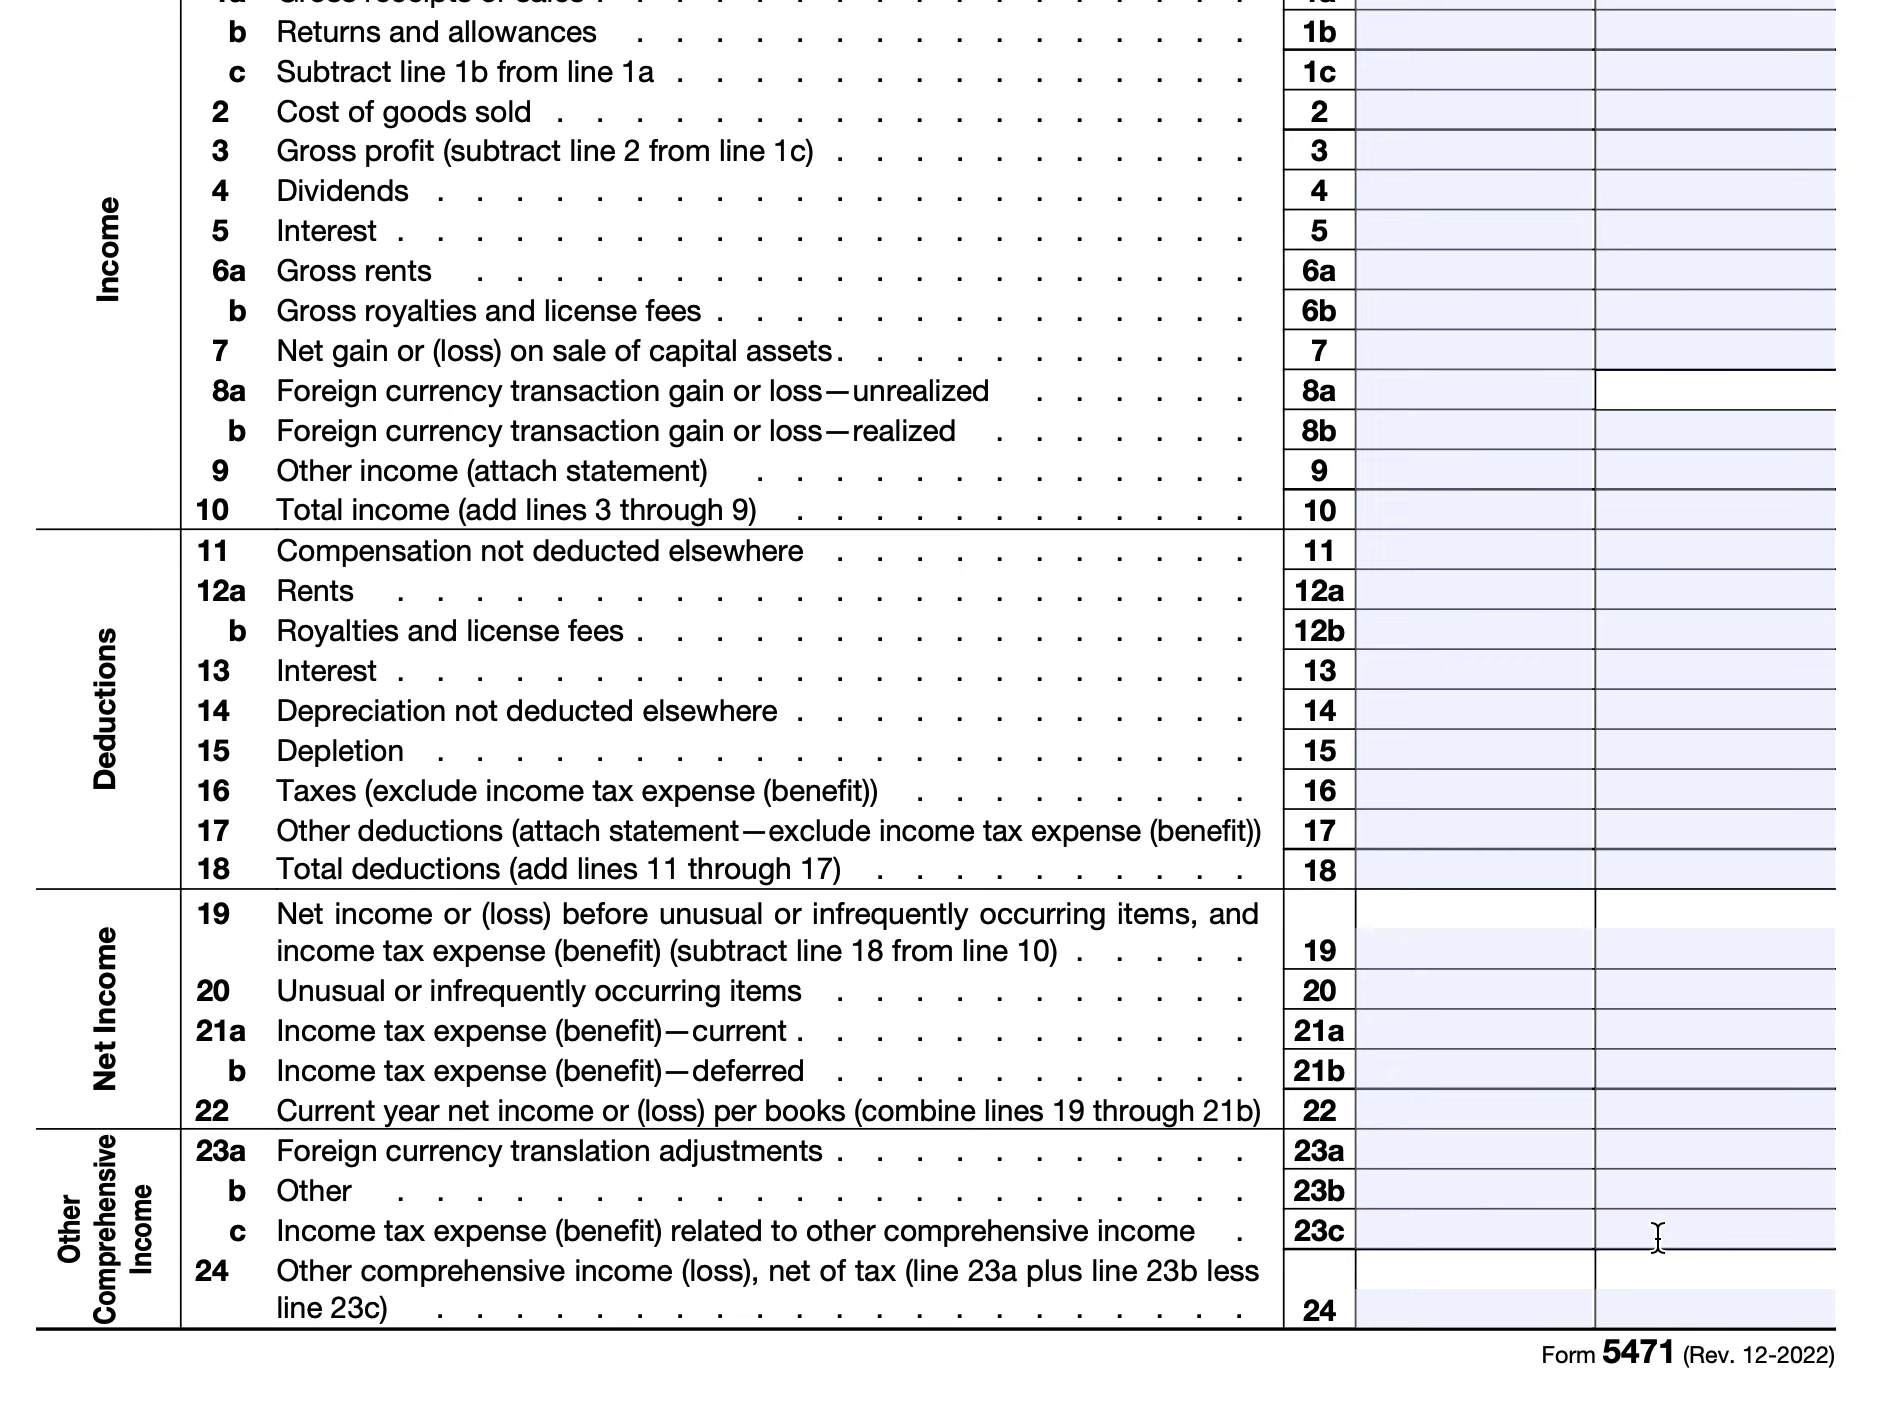 b Returns and allowances . . . . . . . . . . . . . . . . 1b
c Subtract line 1b from line 1a . . . . . . . . . . . . . . . 1c
2 Cost of goods sold . . . . . . . . . . . . . . . . . . 2
3 Gross profit (subtract line 2 from line 1c) . . . . . . . . . . . 3
4 Dividends . . . . . . . . . . . . . . . . . . . . . 4
5 Interest . . . . . . . . . . . . . . . . . . . . . . 5
6a Gross rents . . . . . . . . . . . . . . . . . . . . 6a
b Gross royalties and license fees . . . . . . . . . . . . . . 6b
7 Net gain or (loss) on sale of capital assets . . . . . . . . . . . 7
8a Foreign currency transaction gain or loss—unrealized . . . . . . 8a
b Foreign currency transaction gain or loss—realized . . . . . . . 8b
9 Other income (attach statement) . . . . . . . . . . . . . 9
10 Total income (add lines 3 through 9) . . . . . . . . . . . . 10
11 Compensation not deducted elsewhere . . . . . . . . . . . 11
12a Rents . . . . . . . . . . . . . . . . . . . . . . 12a
b Royalties and license fees . . . . . . . . . . . . . . . . 12b
13 Interest . . . . . . . . . . . . . . . . . . . . . . 13
14 Depreciation not deducted elsewhere . . . . . . . . . . . . 14
15 Depletion . . . . . . . . . . . . . . . . . . . . . 15
16 Taxes (exclude income tax expense (benefit)) . . . . . . . . . 16
17 Other deductions (attach statement—exclude income tax expense (benefit)) 17
18 Total deductions (add lines 11 through 17) . . . . . . . . . . 18
19 Net income or (loss) before unusual or infrequently occurring items, and
income tax expense (benefit) (subtract line 18 from line 10) . . . . . 19
20 Unusual or infrequently occurring items . . . . . . . . . . . 20
21a Income tax expense (benefit)—current . . . . . . . . . . . . 21a
b Income tax expense (benefit)—deferred . . . . . . . . . . . 21b
22 Current year net income or (loss) per books (combine lines 19 through 21b) 22
23a Foreign currency translation adjustments . . . . . . . . . . . 23a
b Other . . . . . . . . . . . . . . . . . . . . . . 23b
c Income tax expense (benefit) related to other comprehensive income . 23c
24 Other comprehensive income (loss), net of tax (line 23a plus line 23b less
line 23c) . . . . . . . . . . . . . . . . . . . . . 24
Income
Deductions
Net Income
Other
Comprehensive
Income
Form 5471 (Rev. 12-2022)